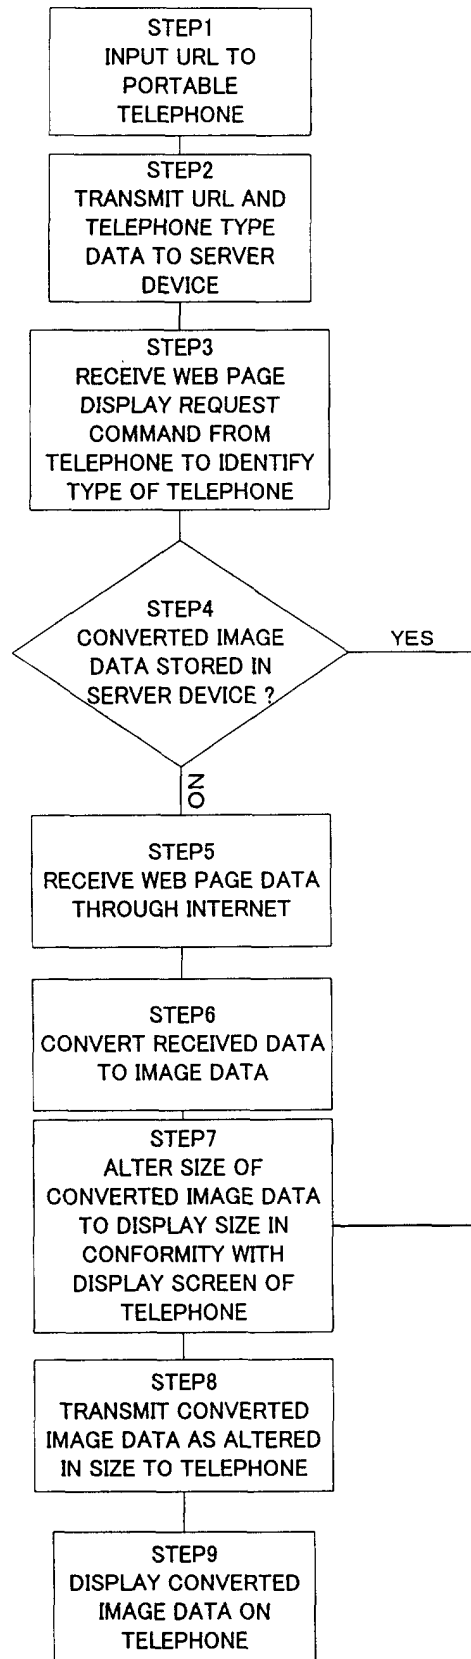 STEP1
INPUT URL TO
PORTABLE
TELEPHONE
STEP2
TRANSMIT URL AND
TELEPHONE TYPE
DATA TO SERVER
DEVICE
STEP3
RECEIVE WEB PAGE
DISPLAY REQUEST
COMMAND FROM
TELEPHONE TO IDENTIFY
TYPE OF TELEPHONE
STEP4
CONVERTED IMAGE
DATA STORED IN
SERVER DEVICE ?
YES
NO
STEP5
RECEIVE WEB PAGE DATA
THROUGH INTERNET
STEP6
CONVERT RECEIVED DATA
TO IMAGE DATA
STEP7
ALTER SIZE OF
CONVERTED IMAGE DATA
TO DISPLAY SIZE IN
CONFORMITY WITH
DISPLAY SCREEN OF
TELEPHONE
STEP8
TRANSMIT CONVERTED
IMAGE DATA AS ALTERED
IN SIZE TO TELEPHONE
STEP9
DISPLAY CONVERTED
IMAGE DATA ON
TELEPHONE